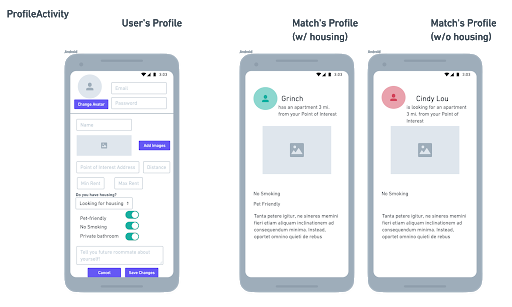 ProfileActivity
User's Profile
Match's Profile
(w/ housing)
Match's Profile
(w/o housing)
Android
3:03
Email
Password
Change Avatar
Name
Add Images
Point of Interest Address
Distance
Min Rent
Max Rent
Do you have housing?
Looking for housing
Pet-friendly
No Smoking
Private bathroom
Tell you future roommate about
yourself!
Cancel
Save Changes
Android
3:03
Grinch
has an apartment 3 mi.
from your Point of Interest
No Smoking
Pet Friendly
Tanta petere igitur, ne sineres memini
fieri etiam aliquam inclinationem ad
consequendum minima. Instead,
oportet omnino quieti de rebus
Android
3:03
Cindy Lou
is looking for an apartment
3 mi. from your Point of
Interest
No Smoking
Tanta petere igitur, ne sineres memini
fieri etiam aliquam inclinationem ad
consequendum minima. Instead,
oportet omnino quieti de rebus